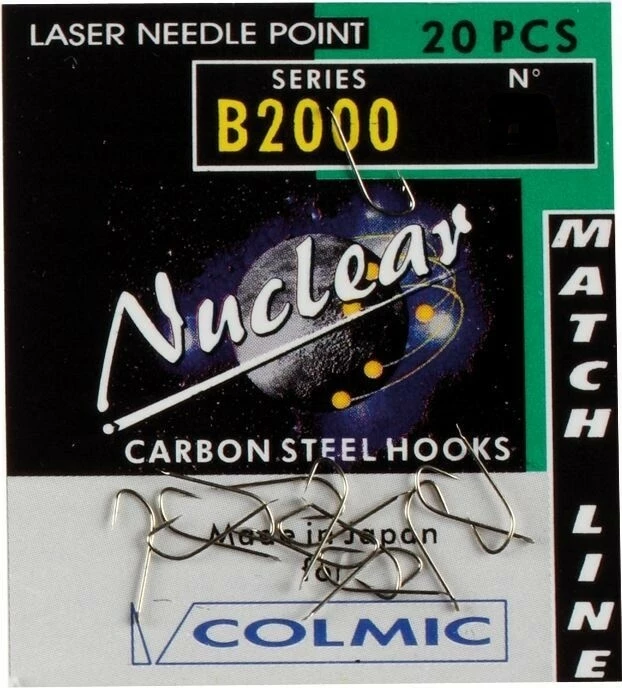 LASER NEEDLE POINT
20 PCS
SERIES N°
B2000
Nuclear
CARBON STEEL HOOKS
MATCH LINE
Made in Japan
for
COLMIC